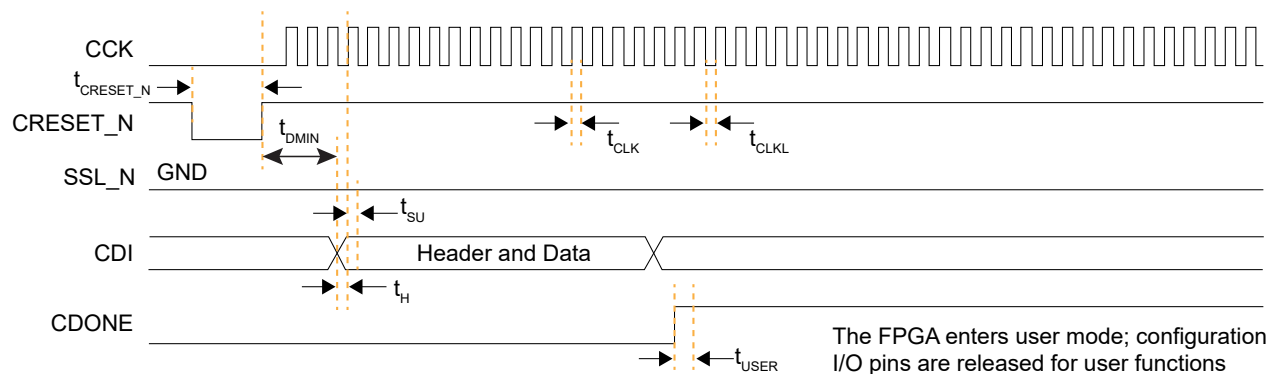 CCK
tCRESET_N
CRESET_N
tDMIN
tCLK
tCLKL
SSL_N
GND
tSU
CDI
Header and Data
tH
CDONE
tUSER
The FPGA enters user mode; configuration
I/O pins are released for user functions